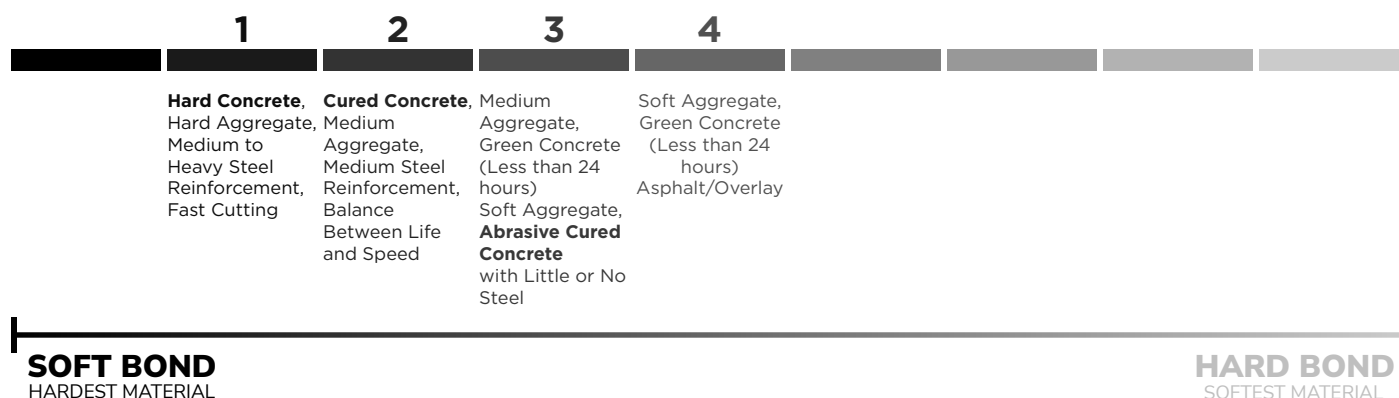 1
2
3
4
Hard Concrete,
Hard Aggregate,
Medium to
Heavy Steel
Reinforcement,
Fast Cutting
Cured Concrete,
Medium
Aggregate,
Medium Steel
Reinforcement,
Balance
Between Life
and Speed
Medium
Aggregate,
Green Concrete
(Less than 24
hours)
Soft Aggregate,
Abrasive Cured
Concrete
with Little or No
Steel
Soft Aggregate,
Green Concrete
(Less than 24
hours)
Asphalt/Overlay
SOFT BOND
HARDEST MATERIAL
HARD BOND
SOFTEST MATERIAL